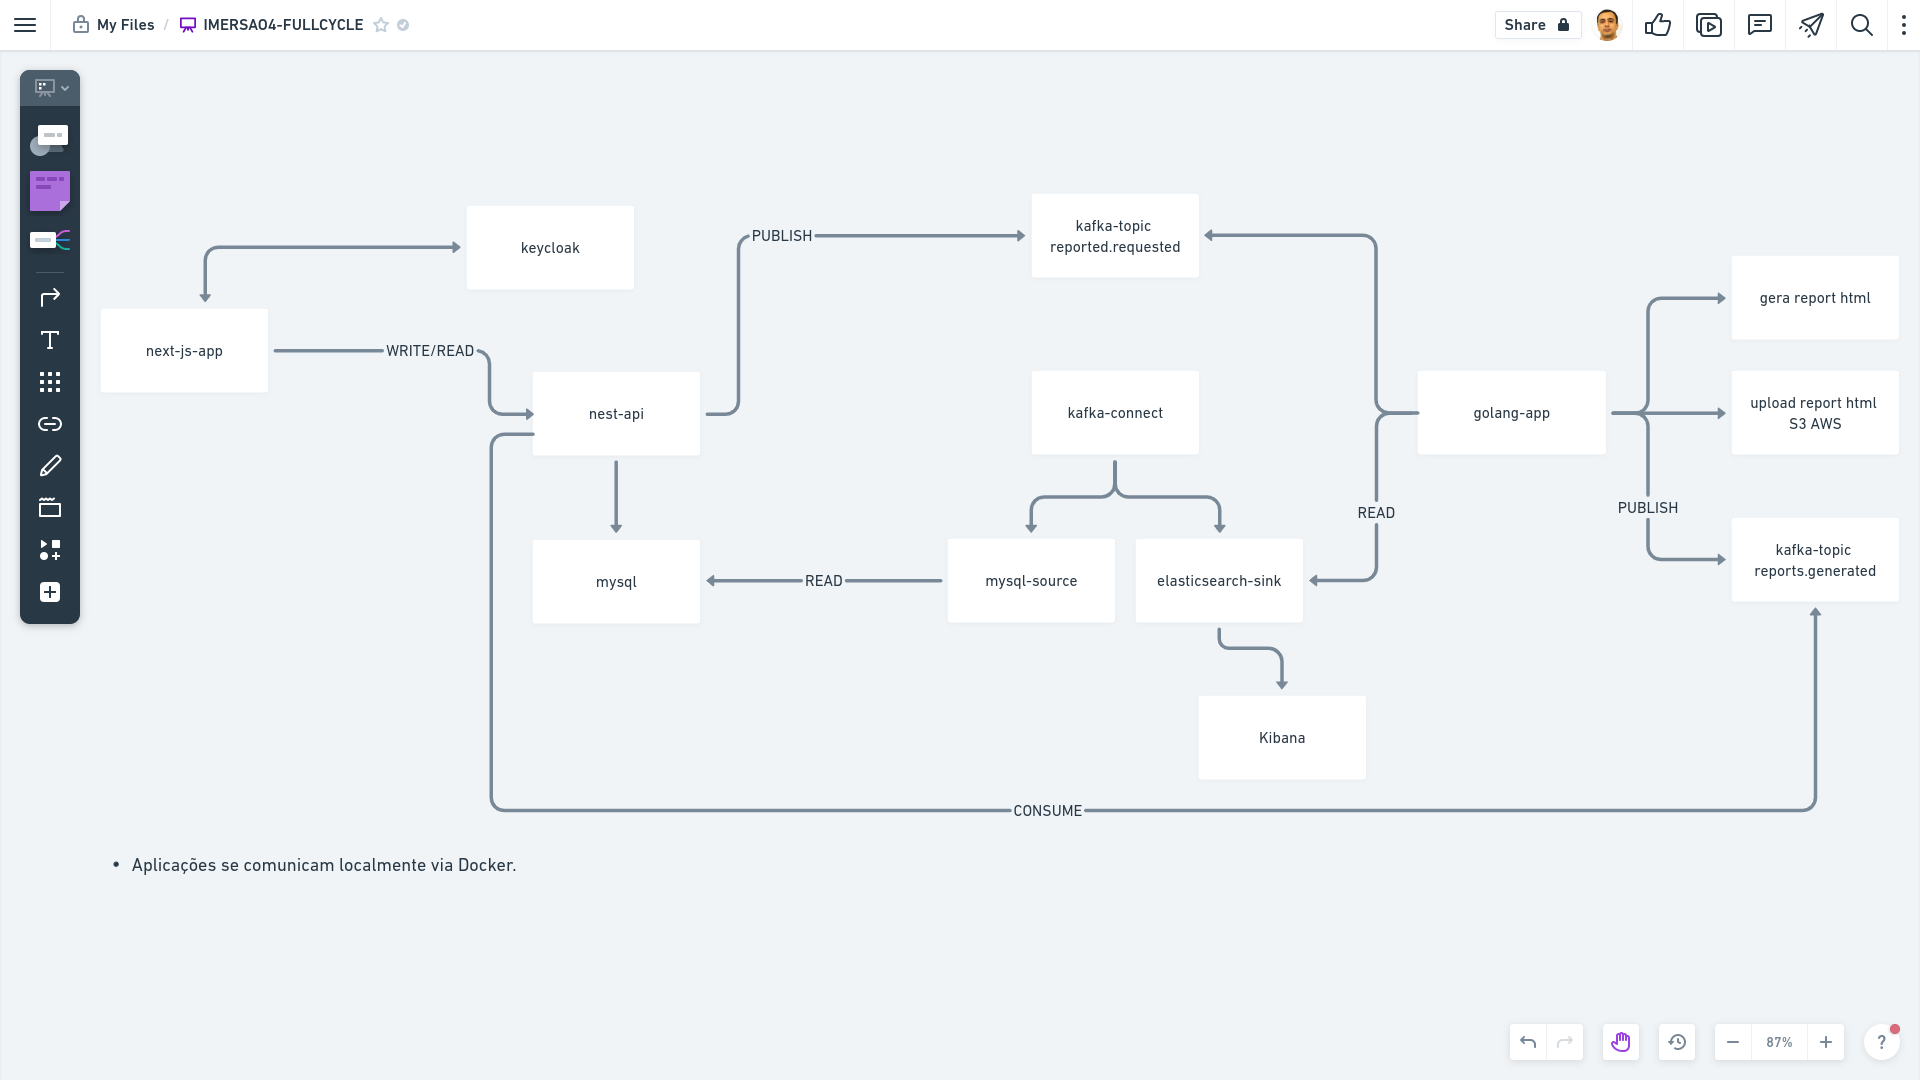 My Files / IMERSAO4-FULLCYCLE
Share
kafka-topic
reported.requested
PUBLISH
keycloak
gera report html
next-js-app
WRITE/READ
nest-api
kafka-connect
golang-app
upload report html
S3 AWS
READ
PUBLISH
kafka-topic
reports.generated
mysql
READ
mysql-source
elasticsearch-sink
Kibana
CONSUME
• Aplicações se comunicam localmente via Docker.
87%
?